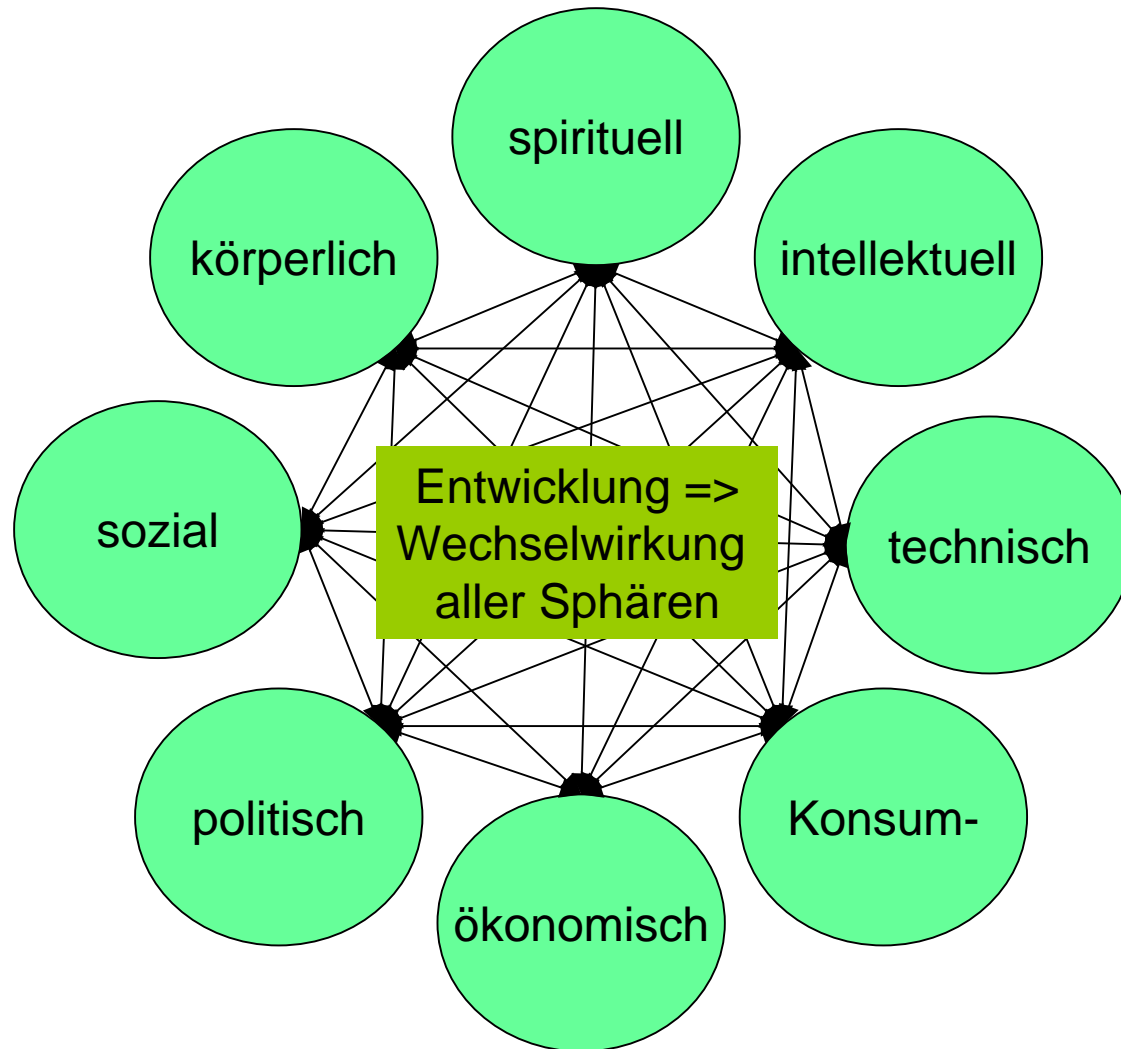 spirituell
körperlich
intellektuell
Entwicklung =>
Wechselwirkung
aller Sphären
sozial
technisch
politisch
Konsum-
ökonomisch